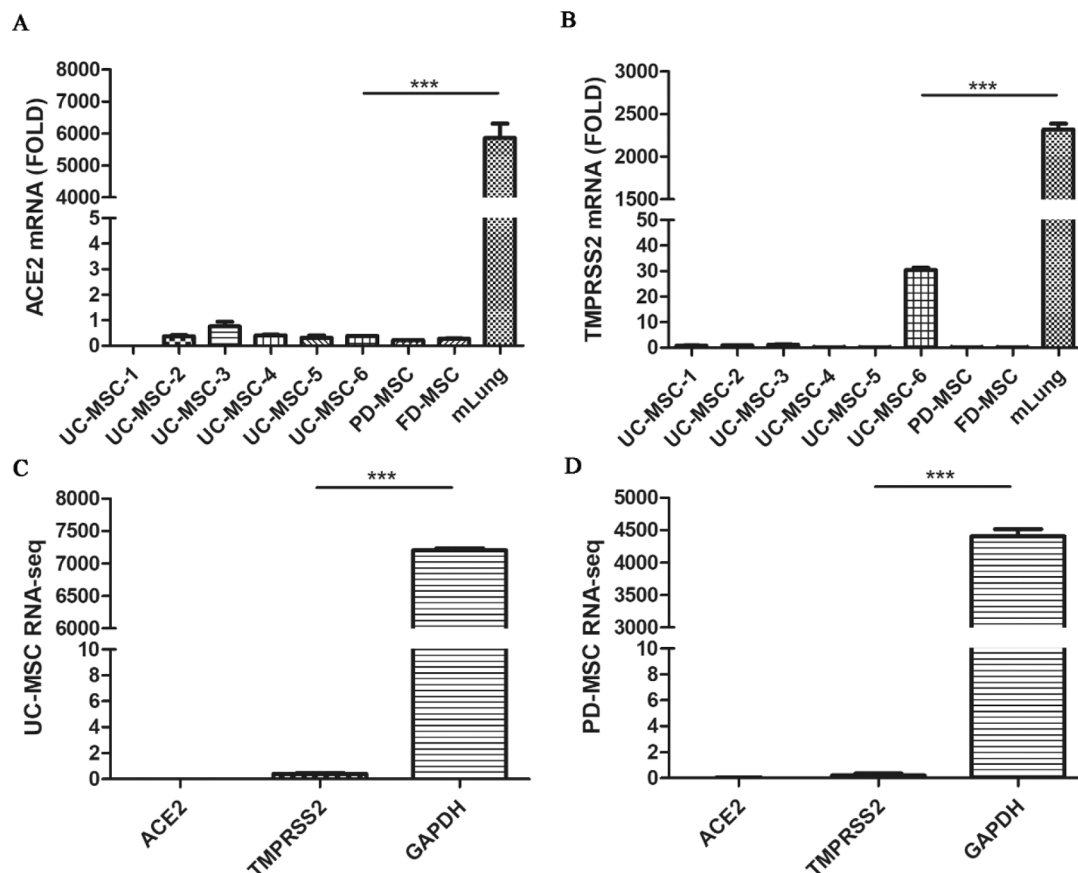 A
ACE2 mRNA (FOLD)
8000
7000
6000
5000
4000
5
4
3
2
1
0
***
UC-MSC-1
UC-MSC-2
UC-MSC-3
UC-MSC-4
UC-MSC-5
UC-MSC-6
PD-MSC
FD-MSC
mLung
B
TMPRSS2 mRNA (FOLD)
3000
2500
2000
1500
50
40
30
20
10
0
***
UC-MSC-1
UC-MSC-2
UC-MSC-3
UC-MSC-4
UC-MSC-5
UC-MSC-6
PD-MSC
FD-MSC
mLung
C
UC-MSC RNA-seq
8000
7500
7000
6500
6000
10
8
6
4
2
0
***
ACE2
TMPRSS2
GAPDH
D
PD-MSC RNA-seq
5000
4500
4000
3500
3000
10
8
6
4
2
0
***
ACE2
TMPRSS2
GAPDH